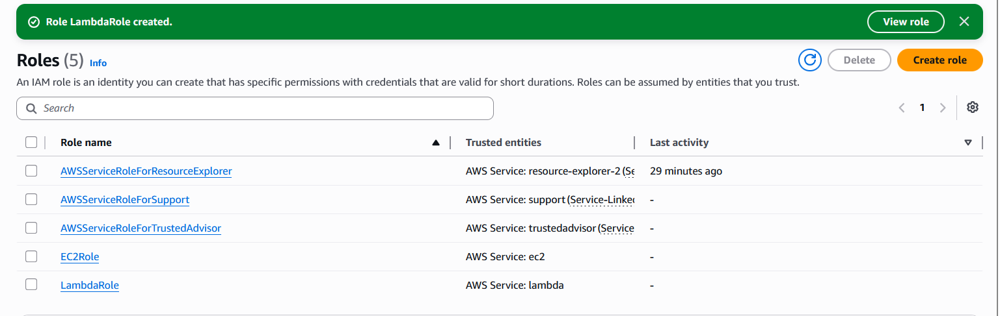 Role LambdaRole created. View role
Roles (5) Info Delete Create role
An IAM role is an identity you can create that has specific permissions with credentials that are valid for short durations. Roles can be assumed by entities that you trust.
Search 1
Role name Trusted entities Last activity
AWSServiceRoleForResourceExplorer AWS Service: resource-explorer-2 (Se 29 minutes ago
AWSServiceRoleForSupport AWS Service: support (Service-Linked -
AWSServiceRoleForTrustedAdvisor AWS Service: trustedadvisor (Service -
EC2Role AWS Service: ec2 -
LambdaRole AWS Service: lambda -